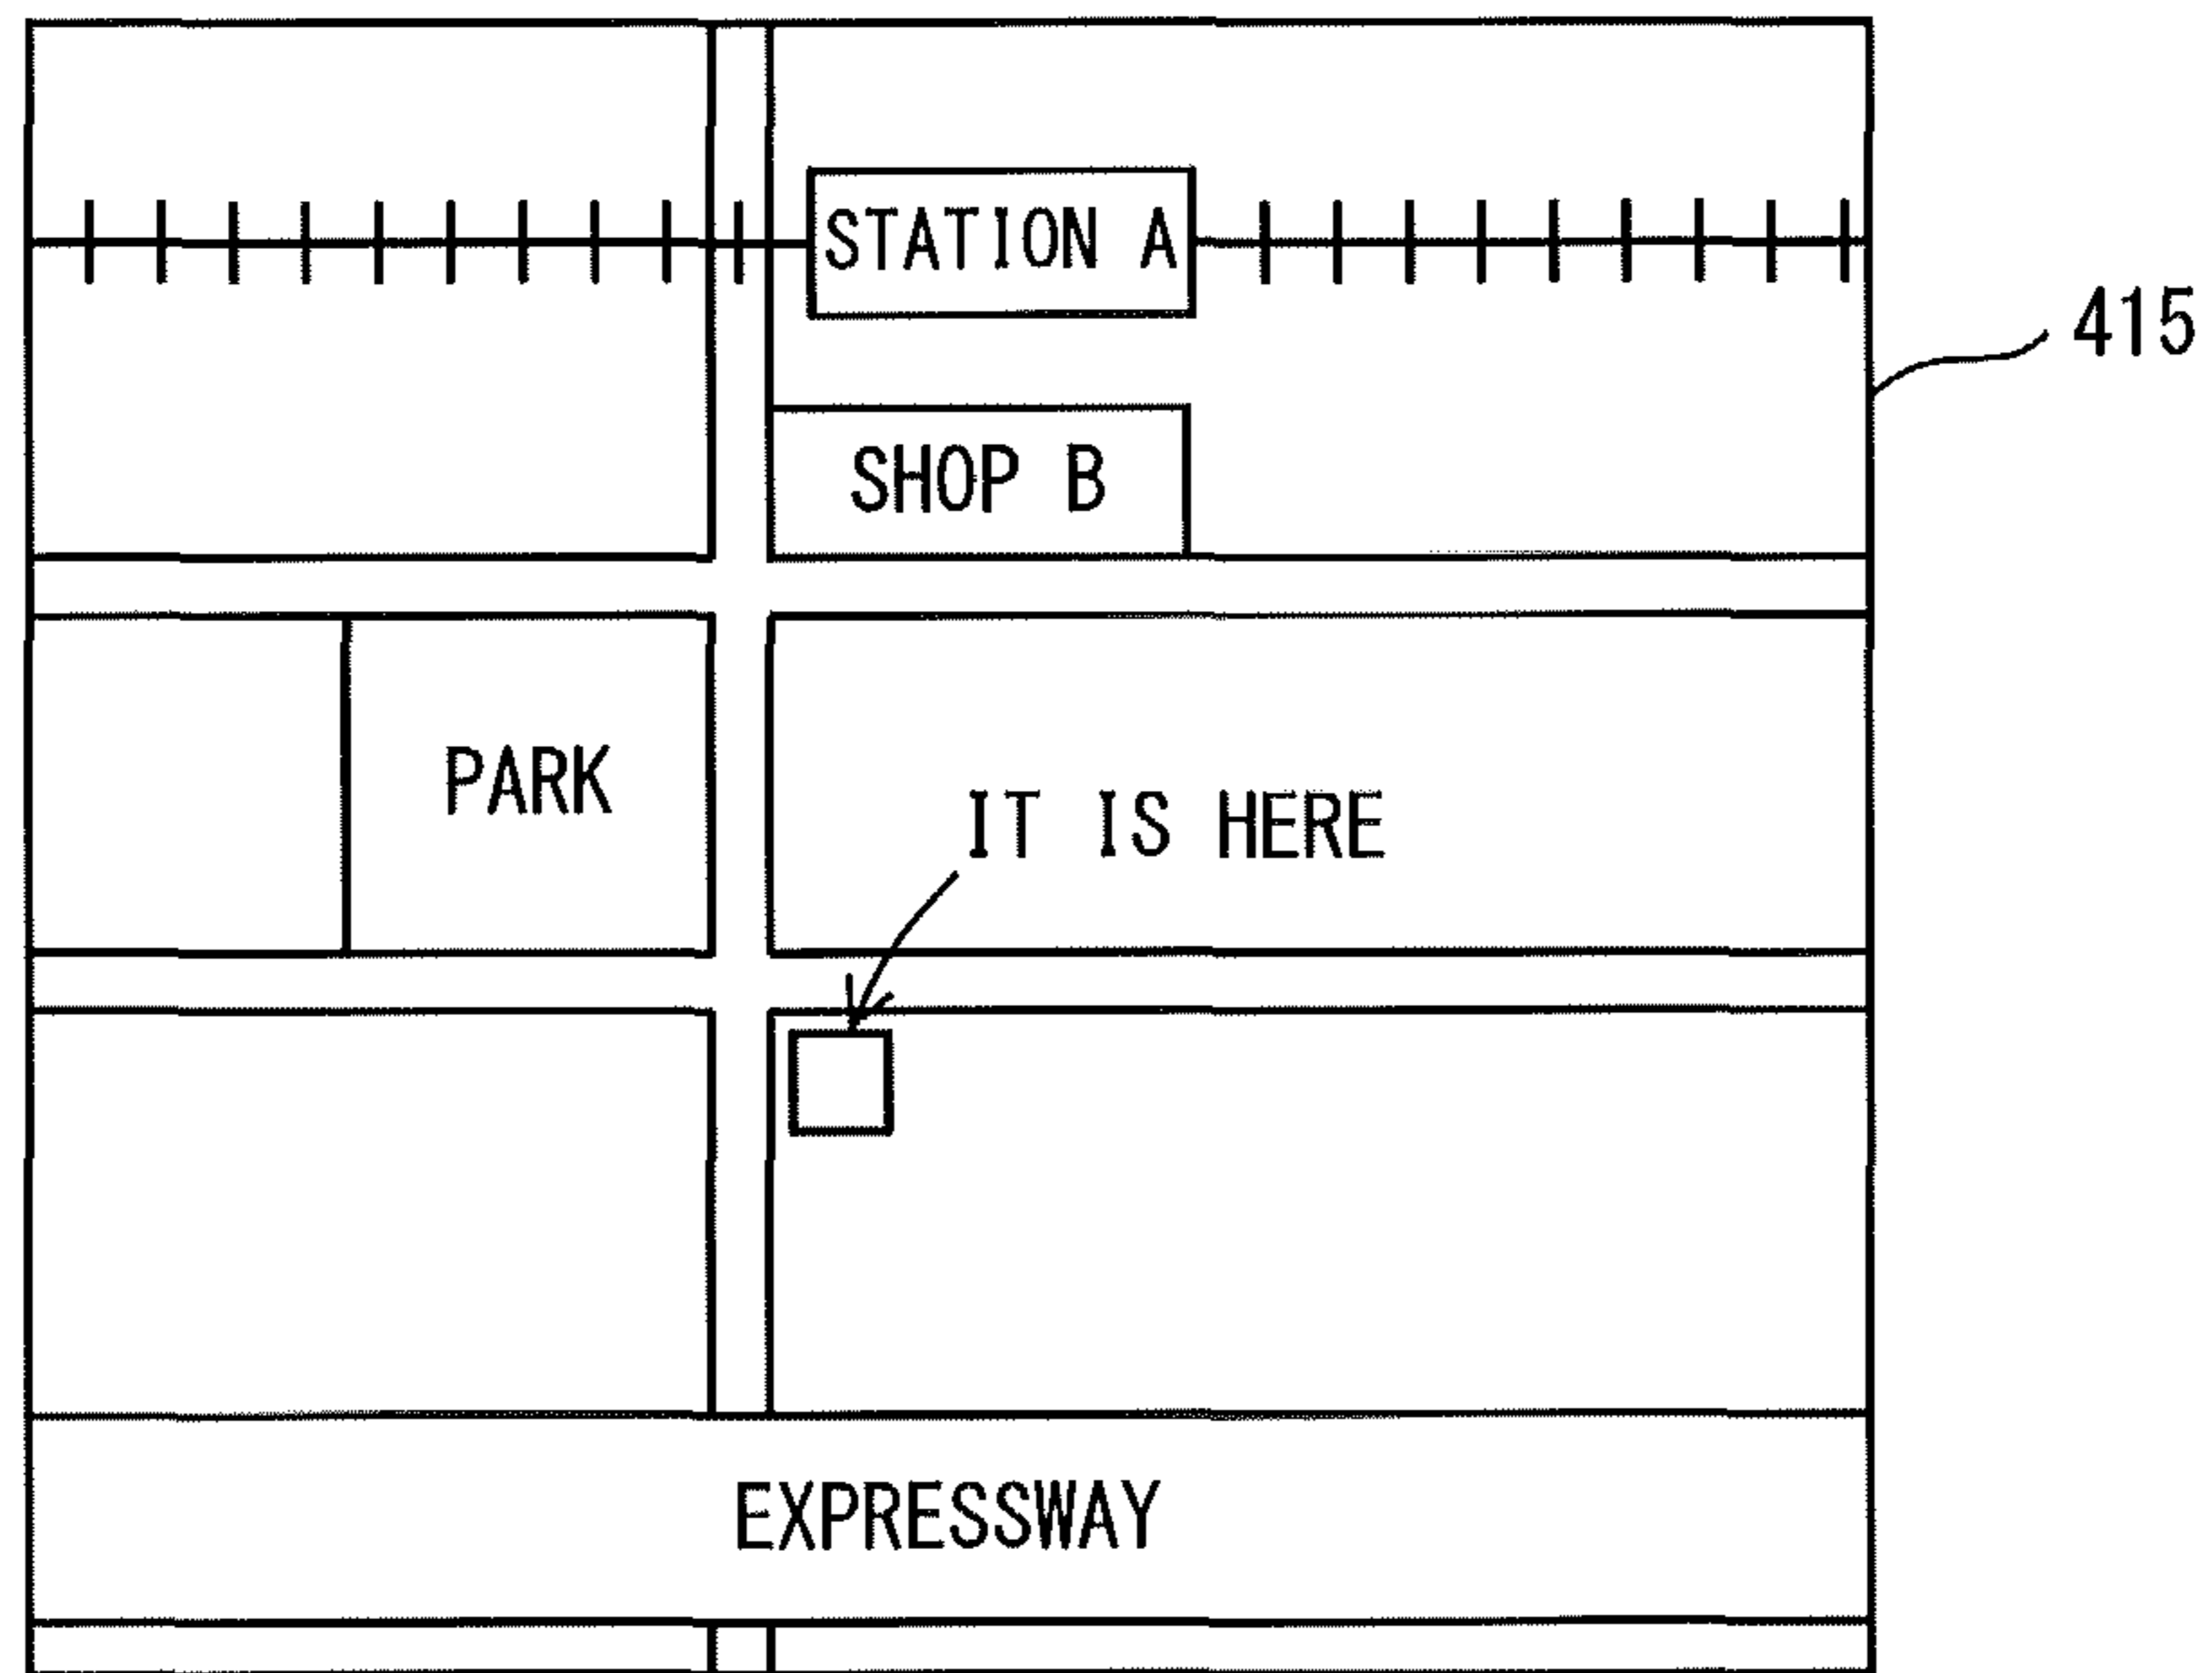 STATION A
415
SHOP B
PARK
IT IS HERE
EXPRESSWAY